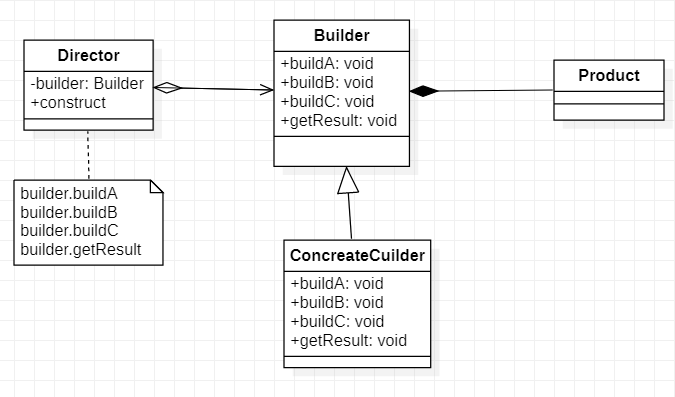 Director
-builder: Builder
+construct
builder.buildA
builder.buildB
builder.buildC
builder.getResult
Builder
+buildA: void
+buildB: void
+buildC: void
+getResult: void
Product
ConcreateCuilder
+buildA: void
+buildB: void
+buildC: void
+getResult: void